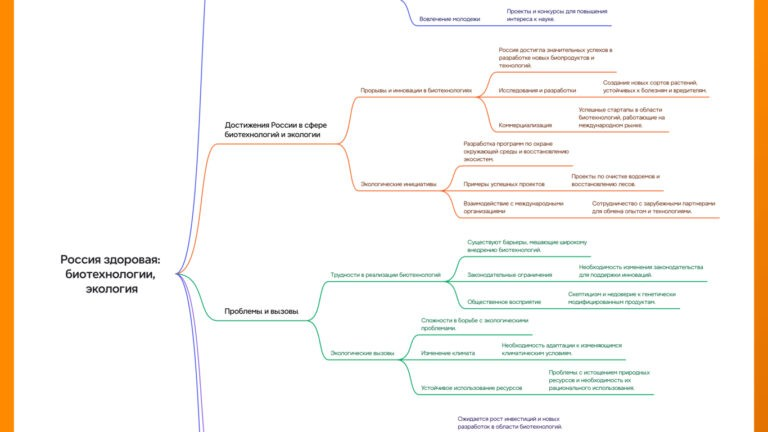 Проекты и конкурсы для повышения
интереса к науке.
Вовлечение молодежи
Россия достигла значительных успехов в
разработке новых биопродуктов и
технологий.
Прорывы и инновации в биотехнологиях
Исследования и разработки
Создание новых сортов растений,
устойчивых к болезням и вредителям.
Успешные стартапы в области
биотехнологий, работающие на
международном рынке.
Коммерциализация
Достижения России в сфере
биотехнологий и экологии
Разработка программ по охране
окружающей среды и восстановлению
экосистем.
Экологические инициативы
Примеры успешных проектов
Проекты по очистке водоемов и
восстановлению лесов.
Взаимодействие с международными
организациями
Сотрудничество с зарубежными партнерами
для обмена опытом и технологиями.
Россия здоровая:
биотехнологии,
экология
Существуют барьеры, мешающие широкому
внедрению биотехнологий.
Трудности в реализации биотехнологий
Законодательные ограничения
Необходимость изменения законодательства
для поддержки инноваций.
Общественное восприятие
Скептицизм и недоверие к генетически
модифицированным продуктам.
Проблемы и вызовы
Сложности в борьбе с экологическими
проблемами.
Экологические вызовы
Изменение климата
Необходимость адаптации к изменяющимся
климатическим условиям.
Устойчивое использование ресурсов
Проблемы с истощением природных
ресурсов и необходимость их
рационального использования.
Ожидается рост инвестиций и новых
разработок в области биотехнологий.